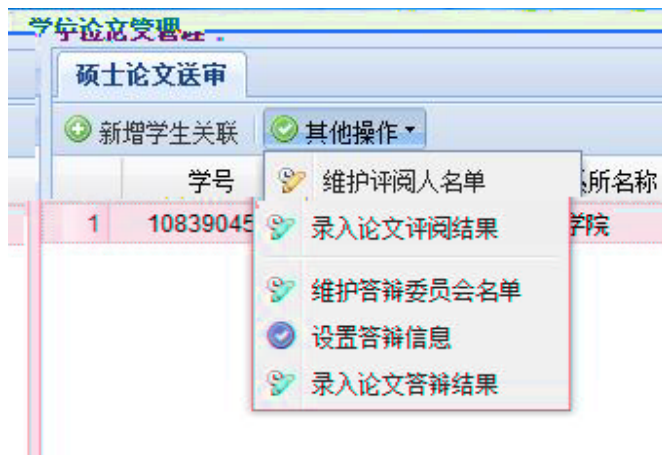 学位论文管理
硕士论文送审
新增学生关联 其他操作
学号 所名称
维护评阅人名单
1 10839045 学院
录入论文评阅结果
维护答辩委员会名单
设置答辩信息
录入论文答辩结果